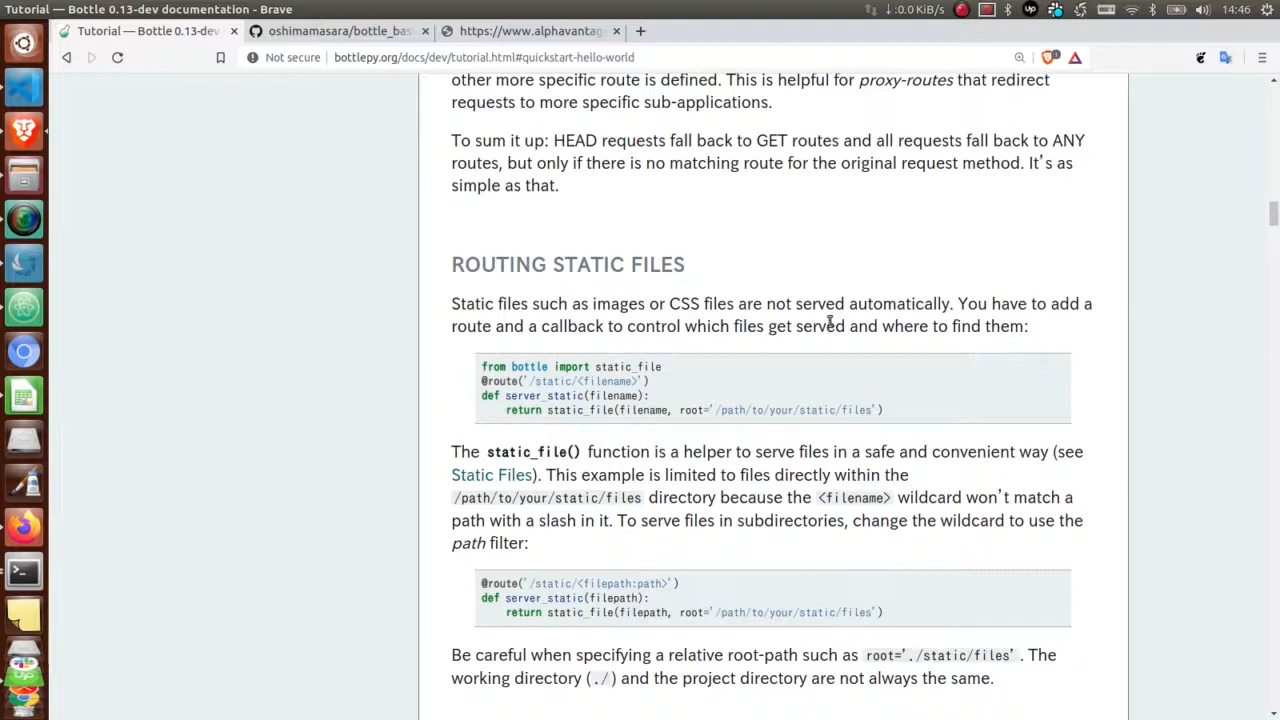 Tutorial — Bottle 0.13-dev documentation - Brave
↓:0.0 KiB/s
Up
14:46
Tutorial — Bottle 0.13-dev
oshimamasara/bottle_bas
https://www.alphavantag
Not secure
bottlepy.org/docs/dev/tutorial.html#quickstart-hello-world
1
other more specific route is defined. This is helpful for proxy-routes that redirect
requests to more specific sub-applications.
To sum it up: HEAD requests fall back to GET routes and all requests fall back to ANY
routes, but only if there is no matching route for the original request method. It's as
simple as that.
ROUTING STATIC FILES
Static files such as images or CSS files are not served automatically. You have to add a
route and a callback to control which files get served and where to find them:
from bottle import static_file
@route('/static/<filename>')
def server_static(filename):
    return static_file(filename, root='/path/to/your/static/files')
The static_file() function is a helper to serve files in a safe and convenient way (see
Static Files). This example is limited to files directly within the
/path/to/your/static/files directory because the <filename> wildcard won't match a
path with a slash in it. To serve files in subdirectories, change the wildcard to use the
path filter:
@route('/static/<filepath:path>')
def server_static(filepath):
    return static_file(filepath, root='/path/to/your/static/files')
Be careful when specifying a relative root-path such as root='./static/files'. The
working directory (./) and the project directory are not always the same.